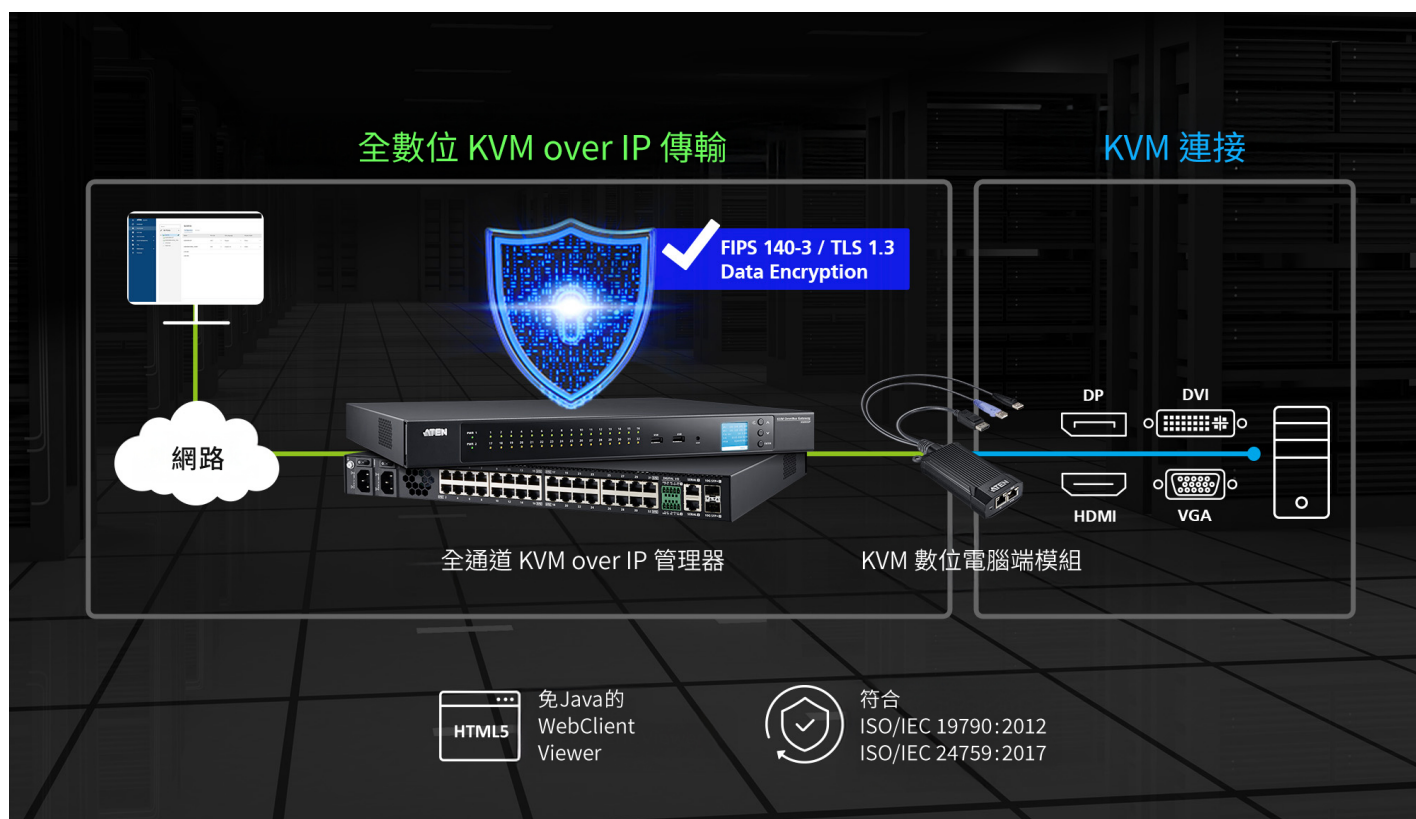 全數位 KVM over IP 傳輸
KVM 連接
FIPS 140-3 / TLS 1.3
Data Encryption
網路
ATEN
DP
DVI
HDMI
VGA
ATEN
全通道 KVM over IP 管理器
KVM 數位電腦端模組
HTML5
免Java的
WebClient
Viewer
符合
ISO/IEC 19790:2012
ISO/IEC 24759:2017